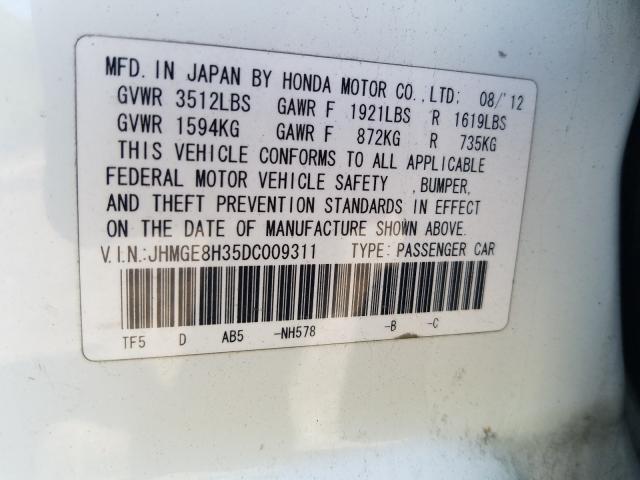 MFD. IN JAPAN BY HONDA MOTOR CO.,LTD; 08/'12
GVWR 3512LBS GAWR F 1921LBS R 1619LBS
GVWR 1594KG GAWR F 872KG R 735KG
THIS VEHICLE CONFORMS TO ALL APPLICABLE
FEDERAL MOTOR VEHICLE SAFETY ,BUMPER,
AND THEFT PREVENTION STANDARDS IN EFFECT
ON THE DATE OF MANUFACTURE SHOWN ABOVE.
V.I.N.:JHMGE8H35DC009311 TYPE: PASSENGER CAR
TF5 D AB5 -NH578 -B -C